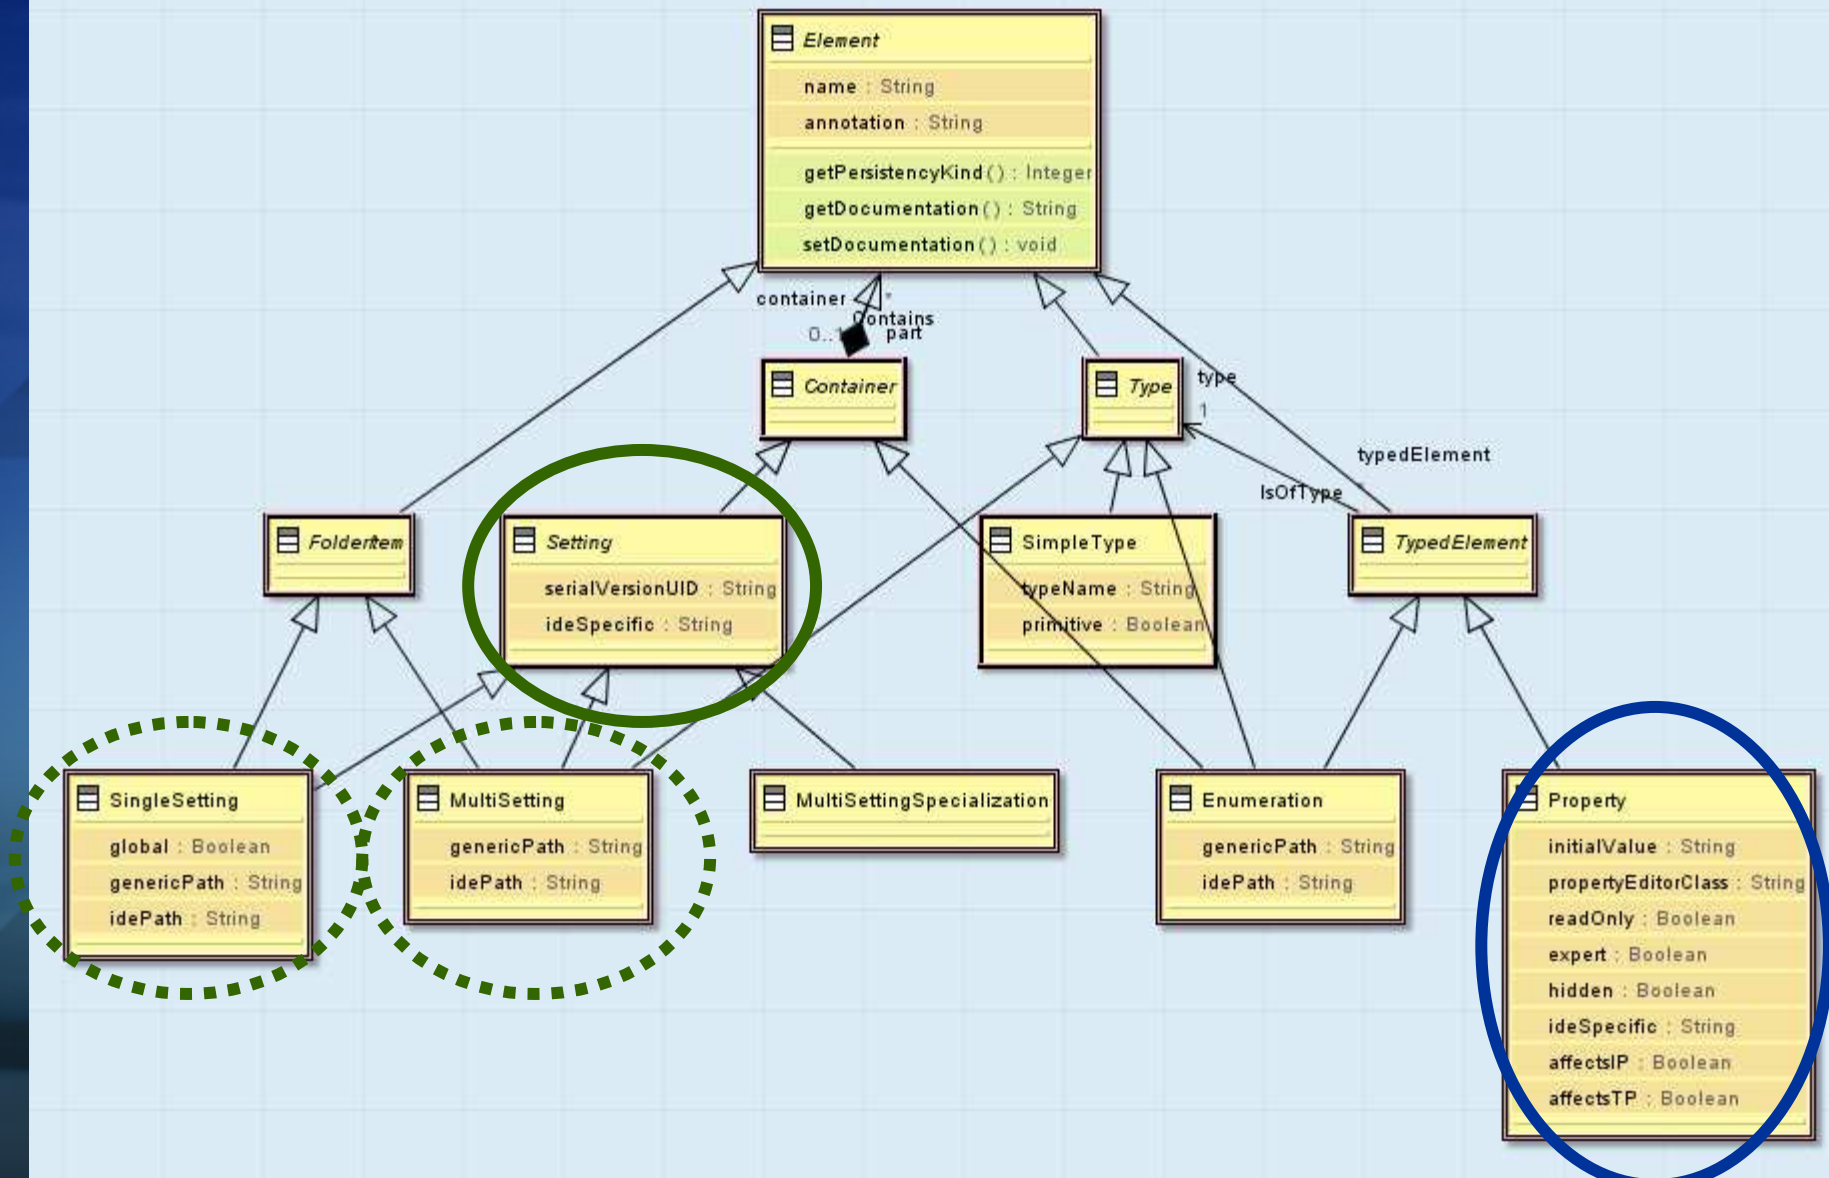 Element
name : String
annotation : String
getPersistencyKind() : Integer
getDocumentation() : String
setDocumentation() : void
container
*
Contains
0..1
part
Container
Type
type
1
typedElement
IsOfType
*
FolderItem
Setting
serialVersionUID : String
ideSpecific : String
SimpleType
typeName : String
primitive : Boolean
TypedElement
SingleSetting
global : Boolean
genericPath : String
idePath : String
MultiSetting
genericPath : String
idePath : String
MultiSettingSpecialization
Enumeration
genericPath : String
idePath : String
Property
initialValue : String
propertyEditorClass : String
readOnly : Boolean
expert : Boolean
hidden : Boolean
ideSpecific : String
affectsIP : Boolean
affectsTP : Boolean